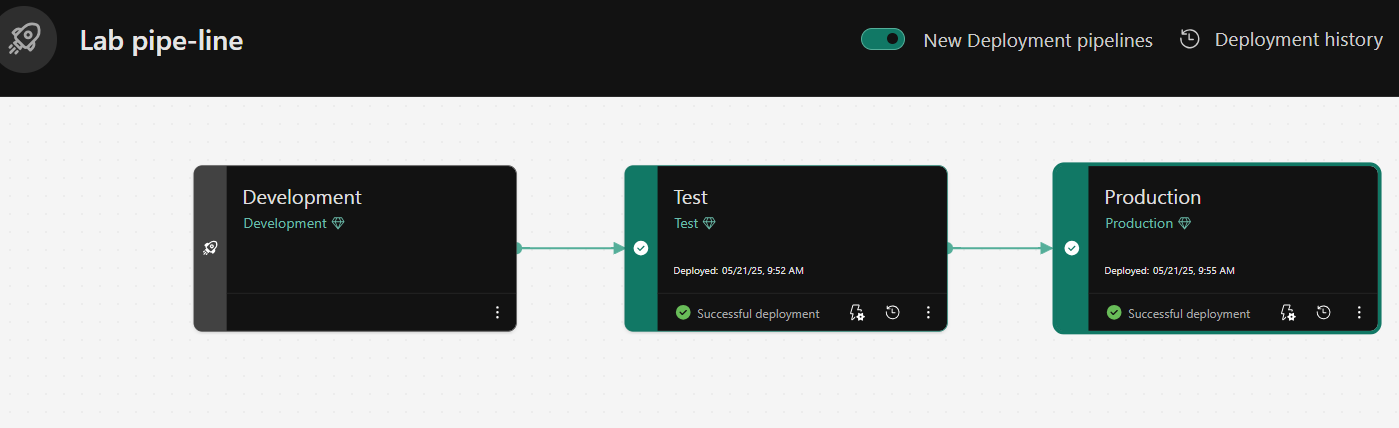 Lab pipe-line
New Deployment pipelines
Deployment history
Development
Development
Test
Test
Deployed: 05/21/25, 9:52 AM
Successful deployment
Production
Production
Deployed: 05/21/25, 9:55 AM
Successful deployment